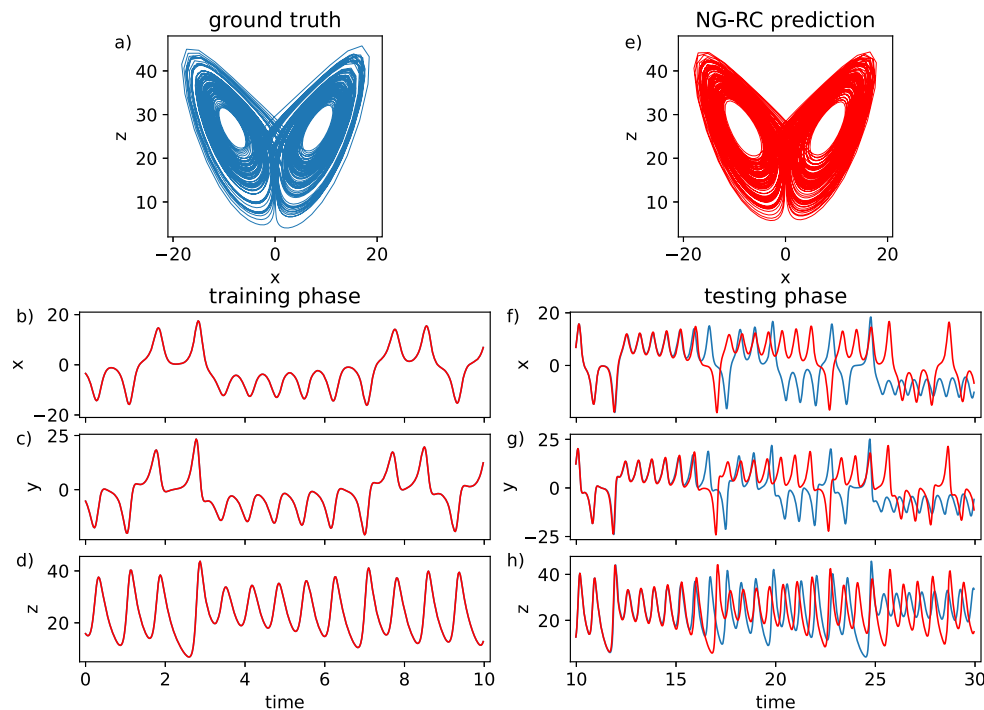 ground truth
a)
z
40
30
20
10
−20
0
20
x
NG-RC prediction
e)
z
40
30
20
10
−20
0
20
x
training phase
b)
x
20
0
−20
c)
y
25
0
d)
z
40
20
0
2
4
6
8
10
time
testing phase
f)
x
20
0
g)
y
25
0
−25
h)
z
40
20
10
15
20
25
30
time